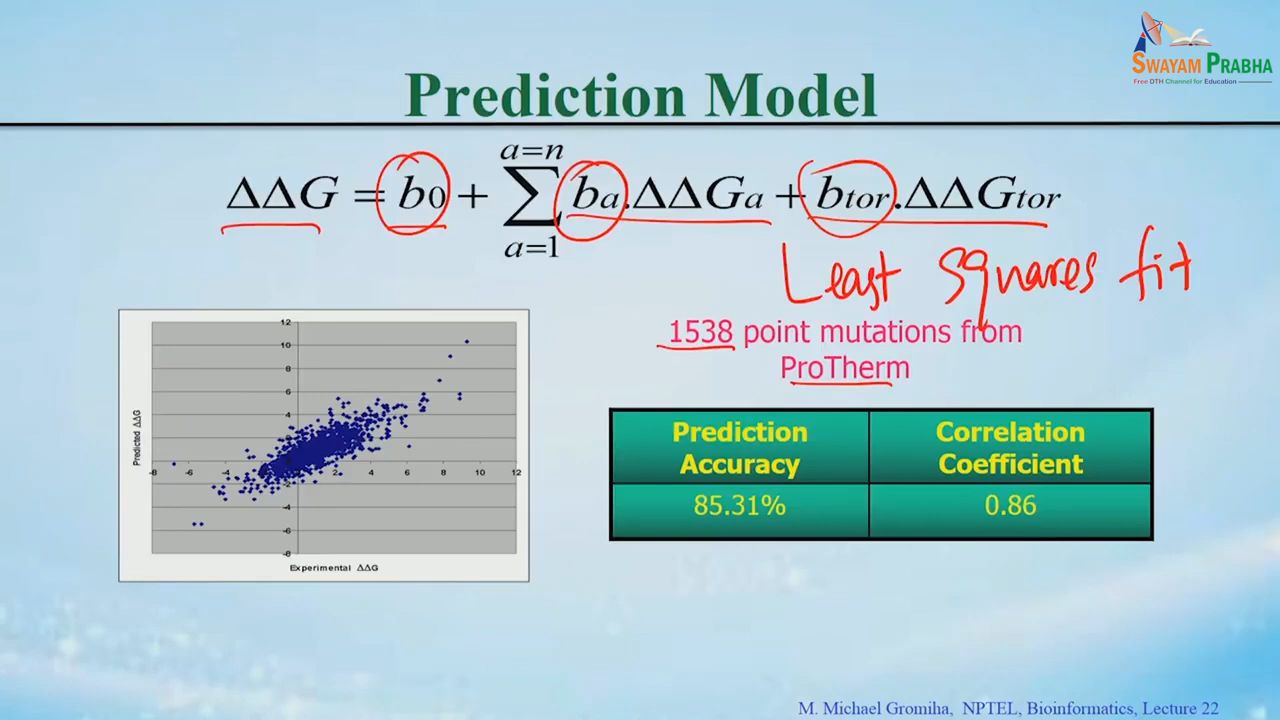 SWAYAM PRABHA
Free DTH Channel for Education
Prediction Model
ΔΔG = b0 + ∑ ba.ΔΔGa + btor.ΔΔGtor
a=n
a=1
Least squares fit
1538 point mutations from
ProTherm
Prediction Accuracy
Correlation Coefficient
85.31%
0.86
12
10
8
6
4
2
-2
-4
-6
-8
-8 -6 -4 -2 2 4 6 8 10 12
Predicted ΔΔG
Experimental ΔΔG
M. Michael Gromiha, NPTEL, Bioinformatics, Lecture 22